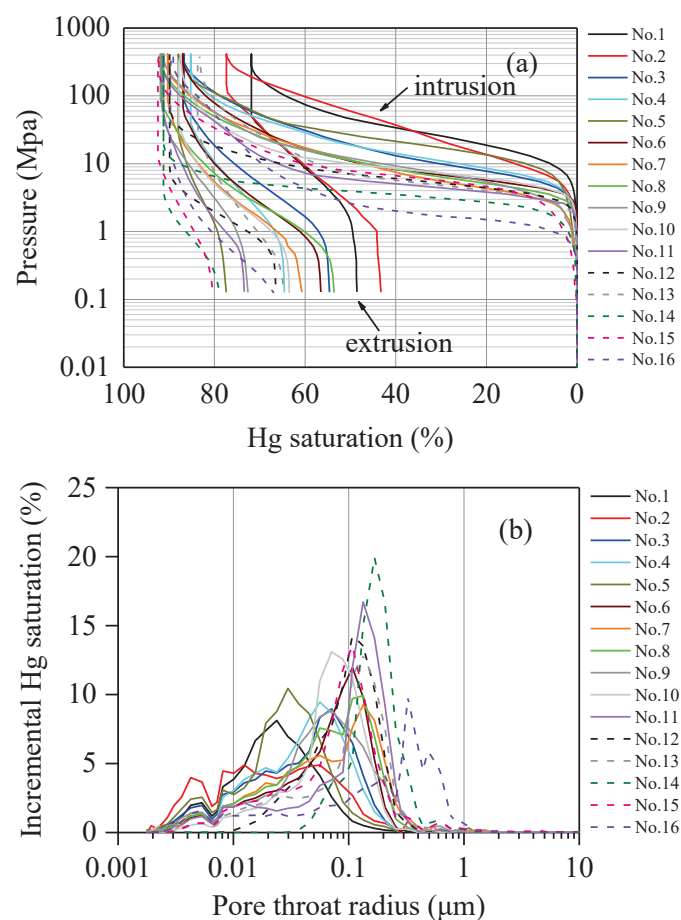 1000
100
10
1
0.1
0.01
Pressure (Mpa)
(a)
intrusion
extrusion
100
80
60
40
20
0
Hg saturation (%)
No.1
No.2
No.3
No.4
No.5
No.6
No.7
No.8
No.9
No.10
No.11
No.12
No.13
No.14
No.15
No.16
25
20
15
10
5
0
Incremental Hg saturation (%)
(b)
0.001
0.01
0.1
1
10
Pore throat radius (μm)
No.1
No.2
No.3
No.4
No.5
No.6
No.7
No.8
No.9
No.10
No.11
No.12
No.13
No.14
No.15
No.16